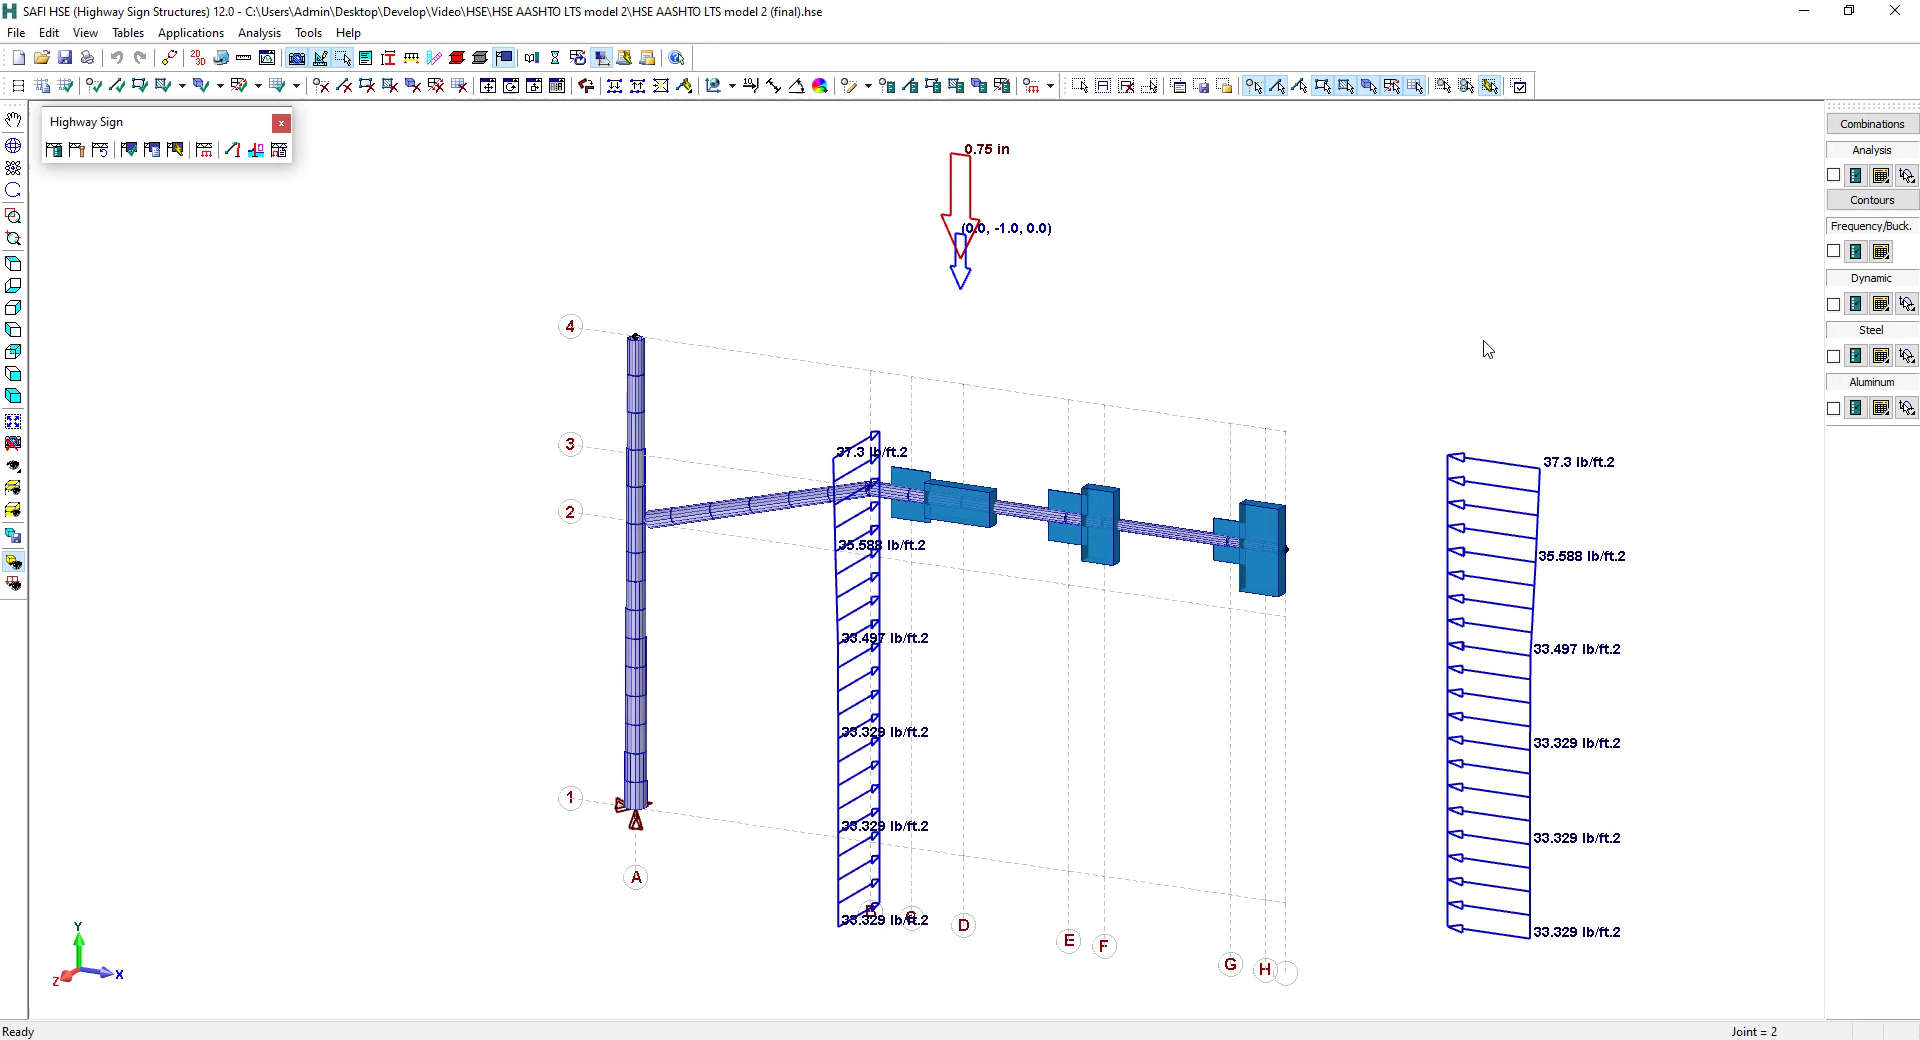 SAFI HSE (Highway Sign Structures) 12.0 - C:\Users\Admin\Desktop\Develop\Video\HSE\HSE AASHTO LTS model 2\HSE AASHTO LTS model 2 (final).hse
File Edit View Tables Applications Analysis Tools Help
Highway Sign
x
Combinations
Analysis
Contours
Frequency/Buck.
Dynamic
Steel
Aluminum
0.75 in
(0.0, -1.0, 0.0)
4
3
2
1
37.3 lb/ft.2
35.588 lb/ft.2
33.497 lb/ft.2
33.329 lb/ft.2
33.329 lb/ft.2
33.329 lb/ft.2
37.3 lb/ft.2
35.588 lb/ft.2
33.497 lb/ft.2
33.329 lb/ft.2
33.329 lb/ft.2
33.329 lb/ft.2
A
B
C
D
E
F
G
H
Y
X
Z
Ready
Joint = 2